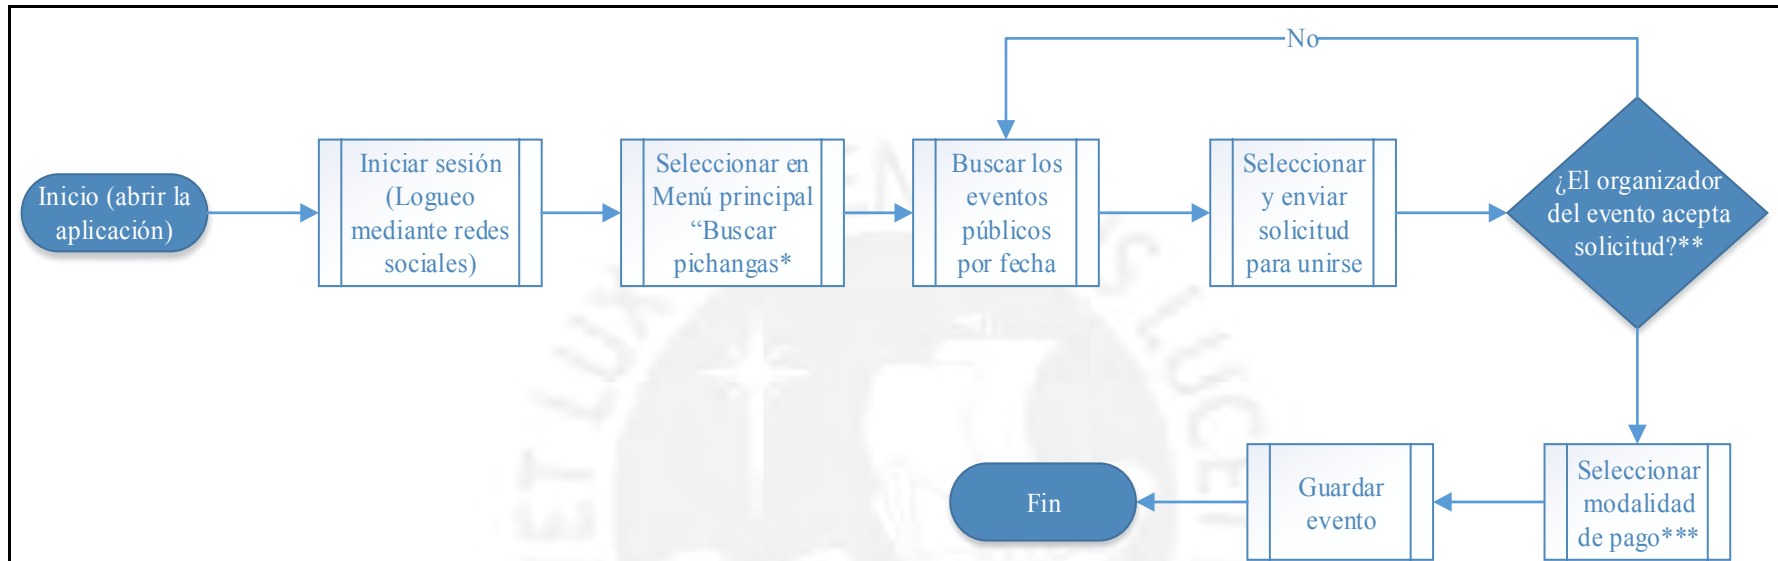 No
Inicio (abrir la
aplicación)
Iniciar sesión
(Logueo
mediante redes
sociales)
Seleccionar en
Menú principal
“Buscar
pichangas*
Buscar los
eventos
públicos
por fecha
Seleccionar
y enviar
solicitud
para unirse
¿El organizador
del evento acepta
solicitud?**
Seleccionar
modalidad
de pago***
Guardar
evento
Fin